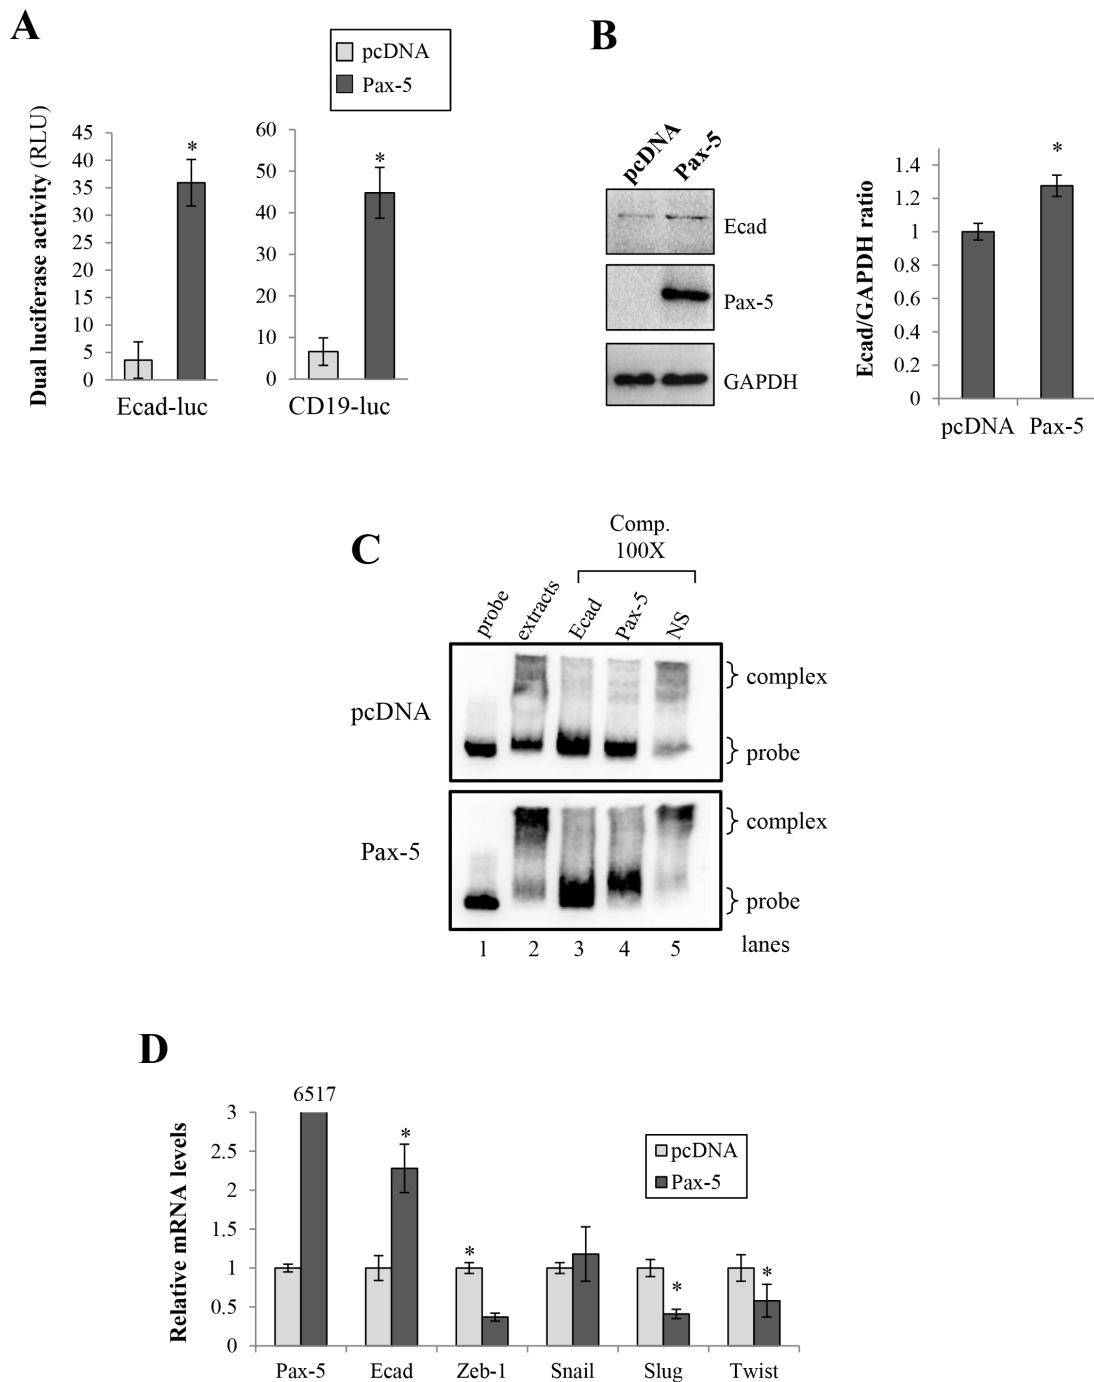 A
pcDNA
Pax-5
Dual luciferase activity (RLU)
45
40
35
30
25
20
15
10
5
0
*
Ecad-luc
60
50
40
30
20
10
0
*
CD19-luc
B
pcDNA
Pax-5
Ecad
Pax-5
GAPDH
Ecad/GAPDH ratio
1.4
1.2
1
0.8
0.6
0.4
0.2
0
*
pcDNA Pax-5
C
Comp.
100X
probe
extracts
Ecad
Pax-5
NS
pcDNA
complex
probe
Pax-5
complex
probe
1 2 3 4 5 lanes
D
6517
Relative mRNA levels
3
2.5
2
1.5
1
0.5
0
*
*
*
*
pcDNA
Pax-5
Pax-5 Ecad Zeb-1 Snail Slug Twist